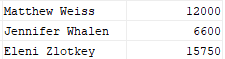 Matthew Weiss 12000
Jennifer Whalen 6600
Eleni Zlotkey 15750